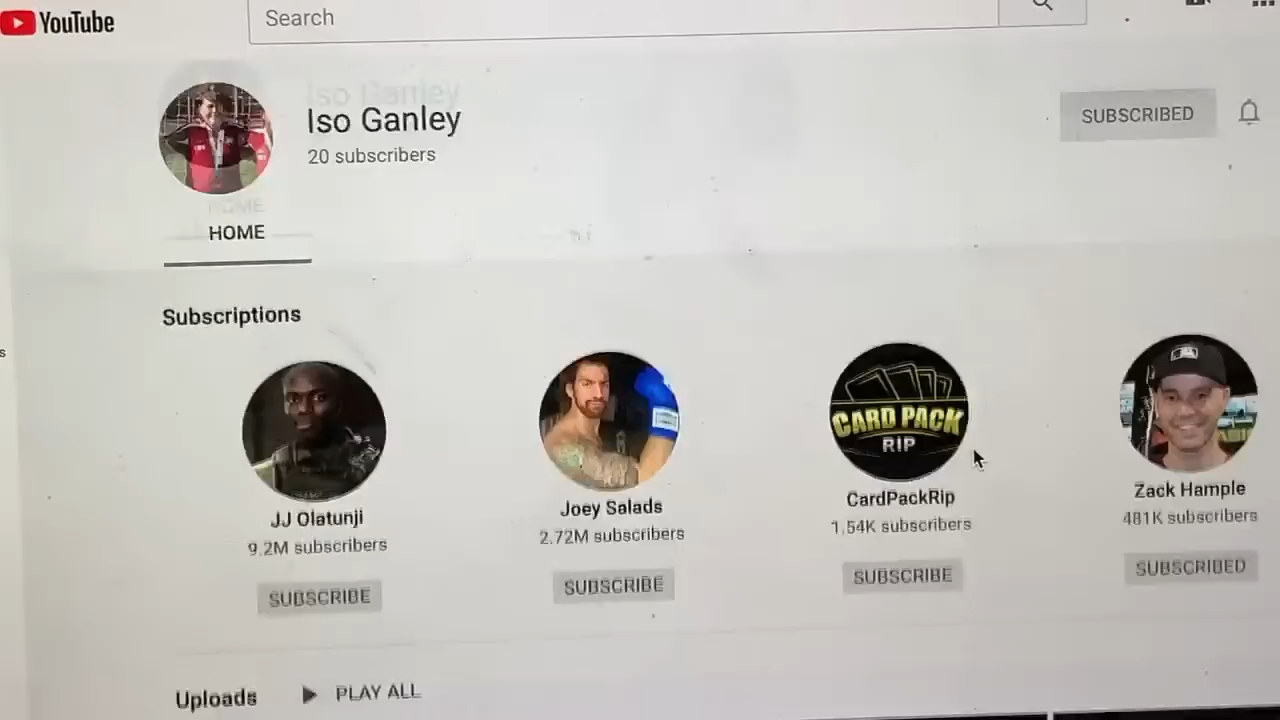 YouTube
Search
Iso Ganley
20 subscribers
SUBSCRIBED
HOME
Subscriptions
CARD PACK
RIP
JJ Olatunji
9.2M subscribers
SUBSCRIBE
Joey Salads
2.72M subscribers
SUBSCRIBE
CardPackRip
1.54K subscribers
SUBSCRIBE
Zack Hample
481K subscribers
SUBSCRIBED
Uploads
PLAY ALL